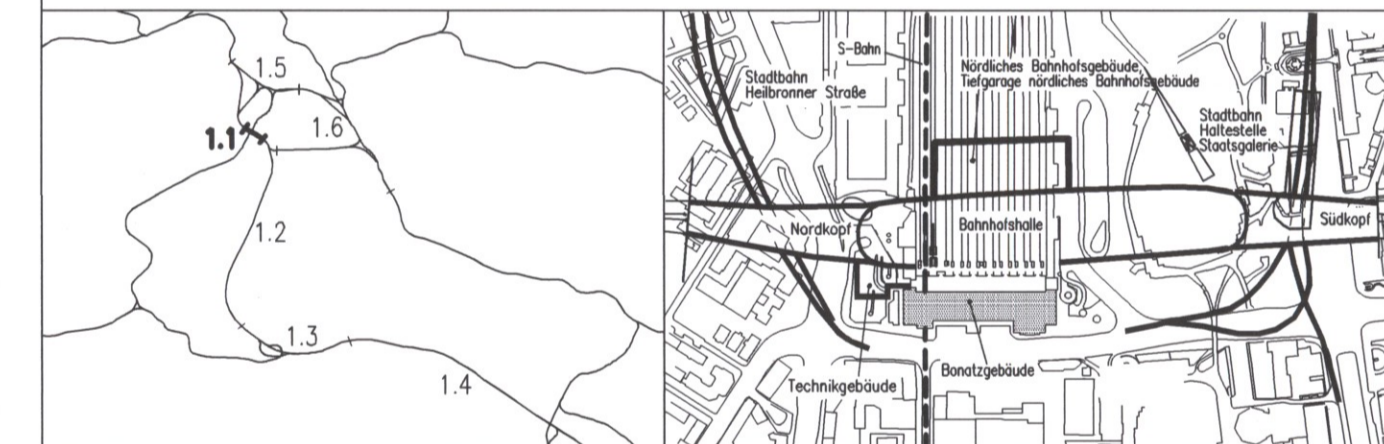 1.5
1.6
1.1
1.2
1.3
1.4
S-Bahn
Stadtbahn
Heilbronner Straße
Nördliches Bahnhofsgebäude,
Tiefgarage nördliches Bahnhofsgebäude
Stadtbahn
Haltestelle
Staatsgalerie
Nordkopf
Bahnhofshalle
Südkopf
Technikgebäude
Bonatzgebäude